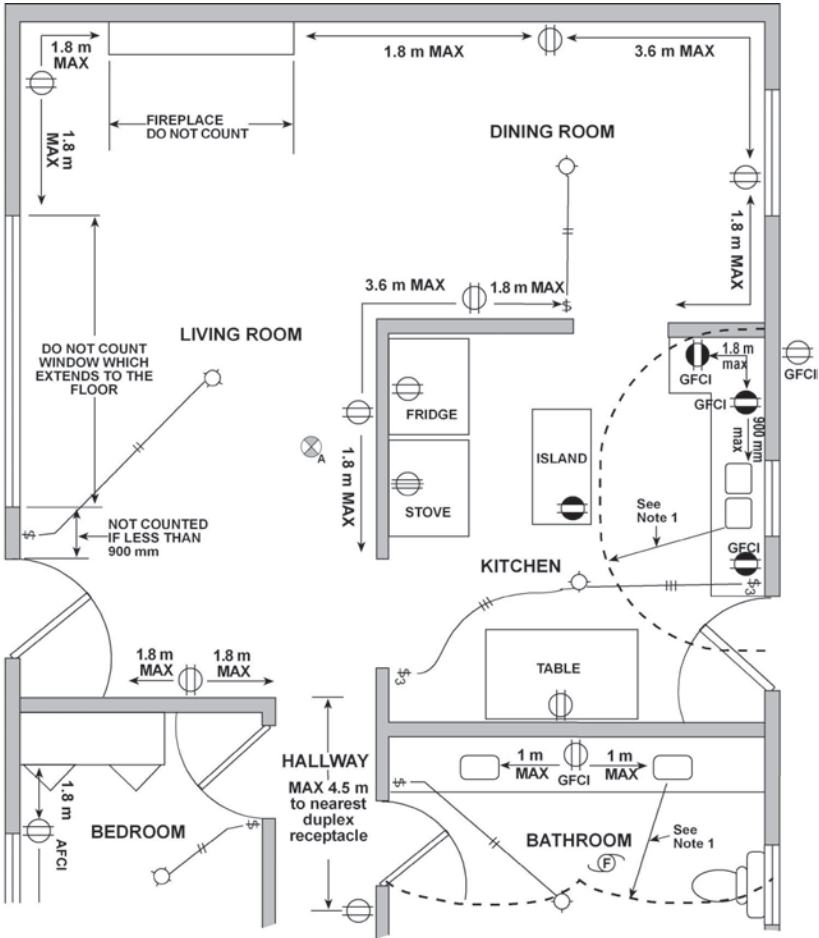 1.8 m
MAX
1.8 m MAX
3.6 m MAX
FIREPLACE
DO NOT COUNT
1.8 m
MAX
DINING ROOM
1.8 m MAX
3.6 m MAX
1.8 m MAX
$
LIVING ROOM
DO NOT COUNT
WINDOW WHICH
EXTENDS TO THE
FLOOR
1.8 m
max
GFCI
GFCI
GFCI
900 mm
max
FRIDGE
A
1.8 m MAX
ISLAND
STOVE
See
Note 1
$
NOT COUNTED
IF LESS THAN
900 mm
GFCI
KITCHEN
$3
1.8 m
MAX
1.8 m
MAX
$3
TABLE
HALLWAY
MAX 4.5 m
to nearest
duplex
receptacle
1 m
MAX
GFCI
1 m
MAX
$
1.8 m
AFCI
BEDROOM
$
BATHROOM
F
See
Note 1